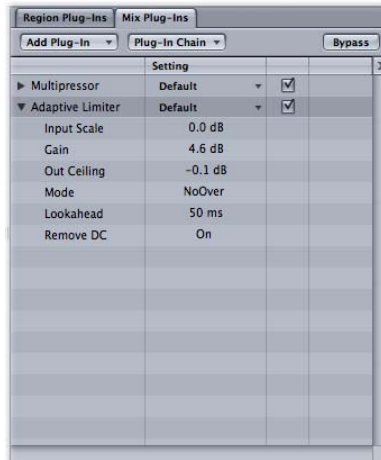 Region Plug-Ins Mix Plug-Ins
Add Plug-In Plug-In Chain Bypass
Setting
Multipressor Default
Adaptive Limiter Default
Input Scale 0.0 dB
Gain 4.6 dB
Out Ceiling −0.1 dB
Mode NoOver
Lookahead 50 ms
Remove DC On